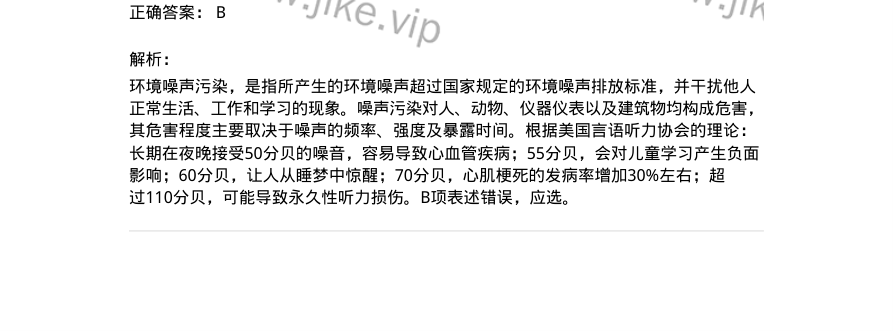 正确答案： B
w.jike.vip
解析：
环境噪声污染，是指所产生的环境噪声超过国家规定的环境噪声排放标准，并干扰他人
正常生活、工作和学习的现象。噪声污染对人、动物、仪器仪表以及建筑物均构成危害，
其危害程度主要取决于噪声的频率、强度及暴露时间。根据美国言语听力协会的理论：
长期在夜晚接受50分贝的噪音，容易导致心血管疾病；55分贝，会对儿童学习产生负面
影响；60分贝，让人从睡梦中惊醒；70分贝，心肌梗死的发病率增加30%左右；超
过110分贝，可能导致永久性听力损伤。B项表述错误，应选。